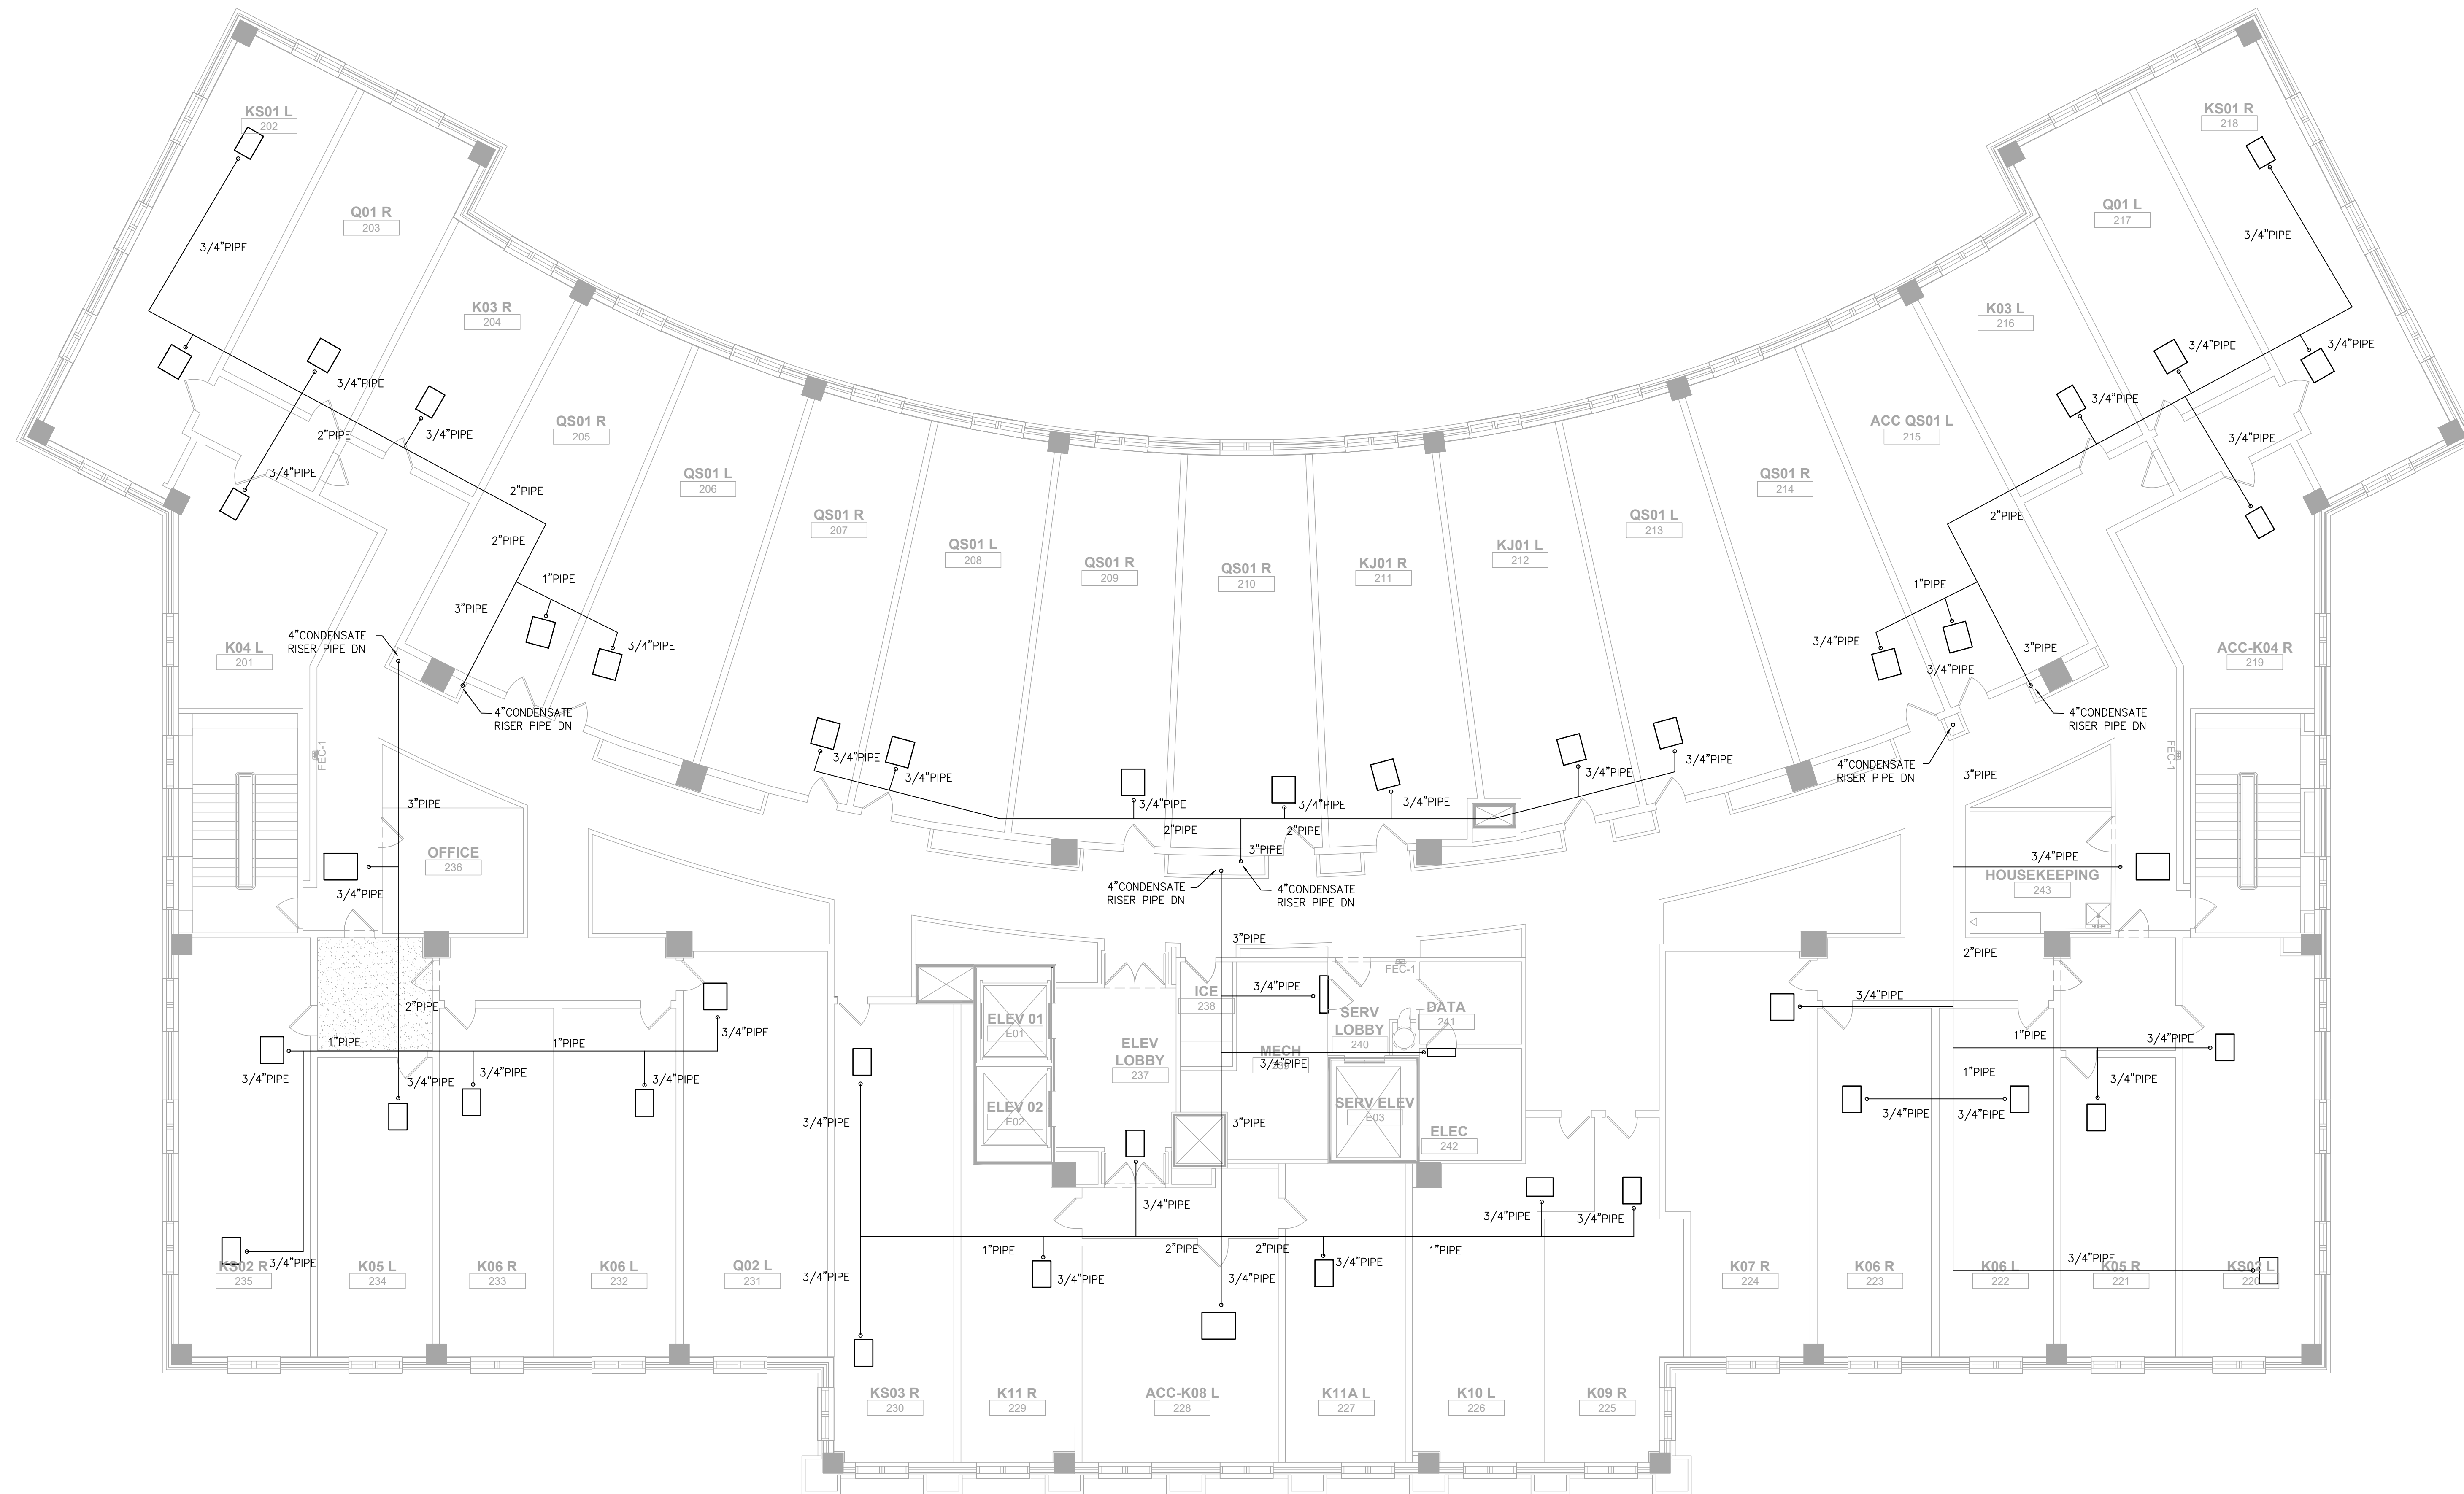 KS01 L
202
KS01 R
218
Q01 R
203
Q01 L
217
3/4"PIPE
3/4"PIPE
K03 R
204
K03 L
216
3/4"PIPE
3/4"PIPE
3/4"PIPE
3/4"PIPE
2"PIPE
3/4"PIPE
3/4"PIPE
3/4"PIPE
3/4"PIPE
QS01 R
205
ACC QS01 L
215
QS01 L
206
QS01 R
214
2"PIPE
2"PIPE
QS01 R
207
QS01 L
213
2"PIPE
QS01 L
208
KJ01 L
212
QS01 R
209
QS01 R
210
KJ01 R
211
1"PIPE
1"PIPE
3"PIPE
3/4"PIPE
3/4"PIPE
3"PIPE
3/4"PIPE
4"CONDENSATE
RISER PIPE DN
K04 L
201
ACC-K04 R
219
4"CONDENSATE
RISER PIPE DN
4"CONDENSATE
RISER PIPE DN
FEC-1
FEC-1
3/4"PIPE
3/4"PIPE
3/4"PIPE
3/4"PIPE
4"CONDENSATE
RISER PIPE DN
3"PIPE
3"PIPE
3/4"PIPE
3/4"PIPE
3/4"PIPE
2"PIPE
2"PIPE
3"PIPE
OFFICE
236
3/4"PIPE
4"CONDENSATE
RISER PIPE DN
4"CONDENSATE
RISER PIPE DN
3/4"PIPE
HOUSEKEEPING
243
3"PIPE
2"PIPE
FEC-1
3/4"PIPE
ICE
238
2"PIPE
3/4"PIPE
ELEV 01
E01
SERV
LOBBY
240
DATA
241
3/4"PIPE
1"PIPE
1"PIPE
3/4"PIPE
ELEV
LOBBY
237
MECH
3/4"PIPE
1"PIPE
3/4"PIPE
3/4"PIPE
3/4"PIPE
3/4"PIPE
3/4"PIPE
1"PIPE
3/4"PIPE
ELEV 02
E02
SERV ELEV
E03
3/4"PIPE
3/4"PIPE
3/4"PIPE
3"PIPE
ELEC
242
3/4"PIPE
3/4"PIPE
3/4"PIPE
1"PIPE
2"PIPE
2"PIPE
1"PIPE
3/4"PIPE
3/4"PIPE
3/4"PIPE
3/4"PIPE
3/4"PIPE
3/4"PIPE
KS02 R
235
K05 L
234
K06 R
233
K06 L
232
Q02 L
231
K07 R
224
K06 R
223
K06 L
222
K05 R
221
KS02 L
220
KS03 R
230
K11 R
229
ACC-K08 L
228
K11A L
227
K10 L
226
K09 R
225